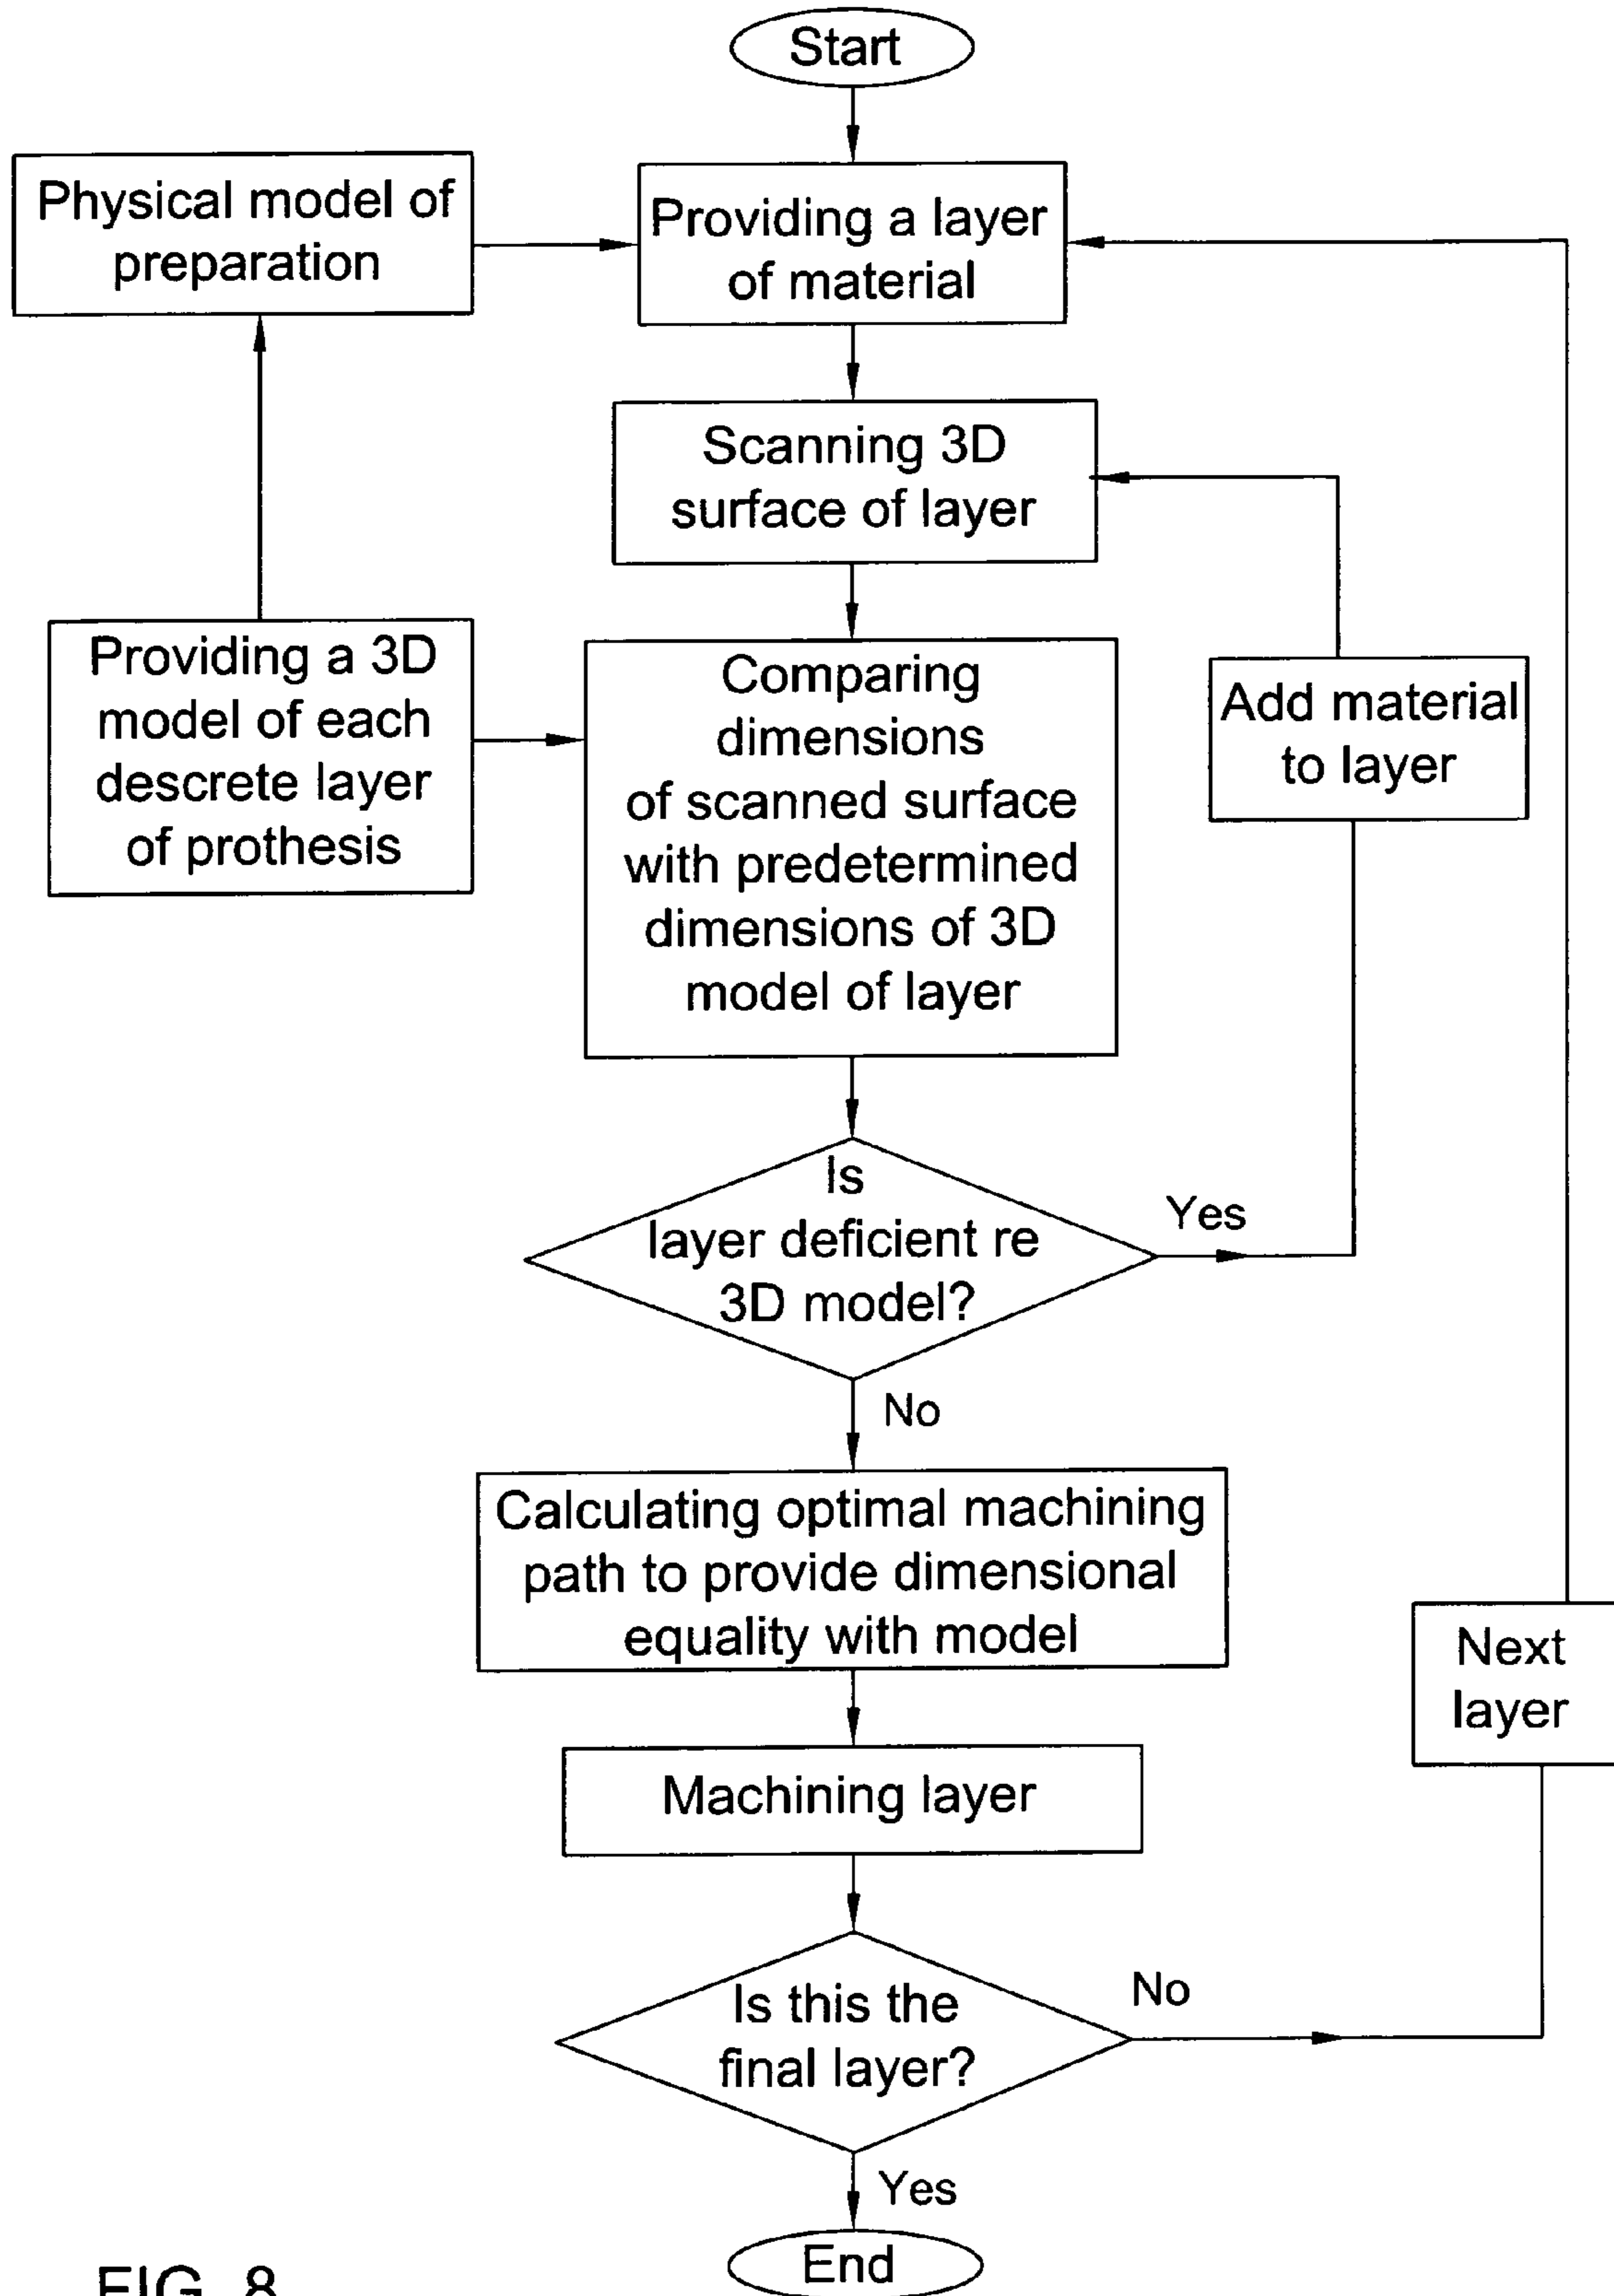 Start
Physical model of
preparation
Providing a layer
of material
Scanning 3D
surface of layer
Providing a 3D
model of each
descrete layer
of prothesis
Comparing
dimensions
of scanned surface
with predetermined
dimensions of 3D
model of layer
Add material
to layer
Is
layer deficient re
3D model?
Yes
No
Calculating optimal machining
path to provide dimensional
equality with model
Next
layer
Machining layer
Is this the
final layer?
No
Yes
End
FIG. 8